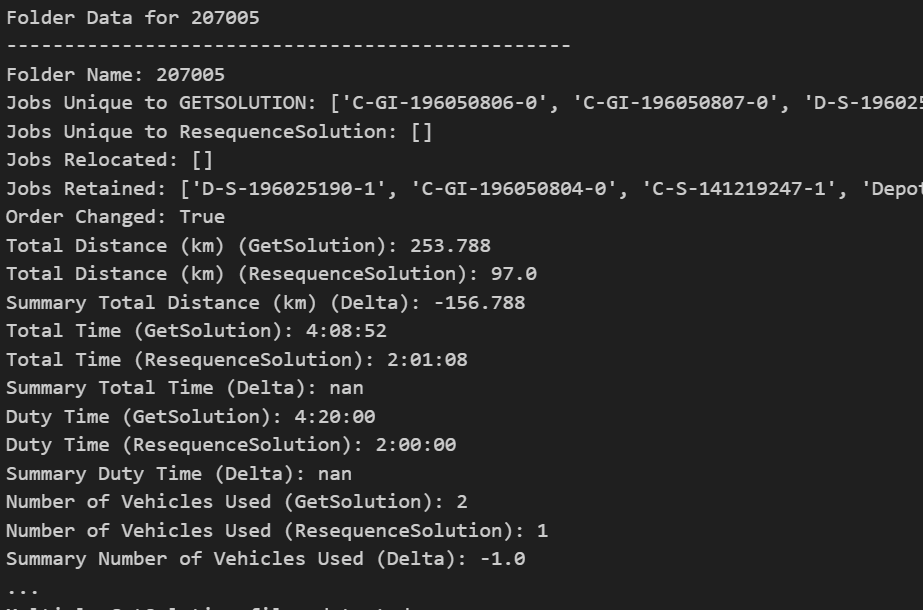 Folder Data for 207005
-------------------------------------------------
Folder Name: 207005
Jobs Unique to GETSOLUTION: ['C-GI-196050806-0', 'C-GI-196050807-0', 'D-S-196025
Jobs Unique to ResequenceSolution: []
Jobs Relocated: []
Jobs Retained: ['D-S-196025190-1', 'C-GI-196050804-0', 'C-S-141219247-1', 'Depot
Order Changed: True
Total Distance (km) (GetSolution): 253.788
Total Distance (km) (ResequenceSolution): 97.0
Summary Total Distance (km) (Delta): -156.788
Total Time (GetSolution): 4:08:52
Total Time (ResequenceSolution): 2:01:08
Summary Total Time (Delta): nan
Duty Time (GetSolution): 4:20:00
Duty Time (ResequenceSolution): 2:00:00
Summary Duty Time (Delta): nan
Number of Vehicles Used (GetSolution): 2
Number of Vehicles Used (ResequenceSolution): 1
Summary Number of Vehicles Used (Delta): -1.0
...